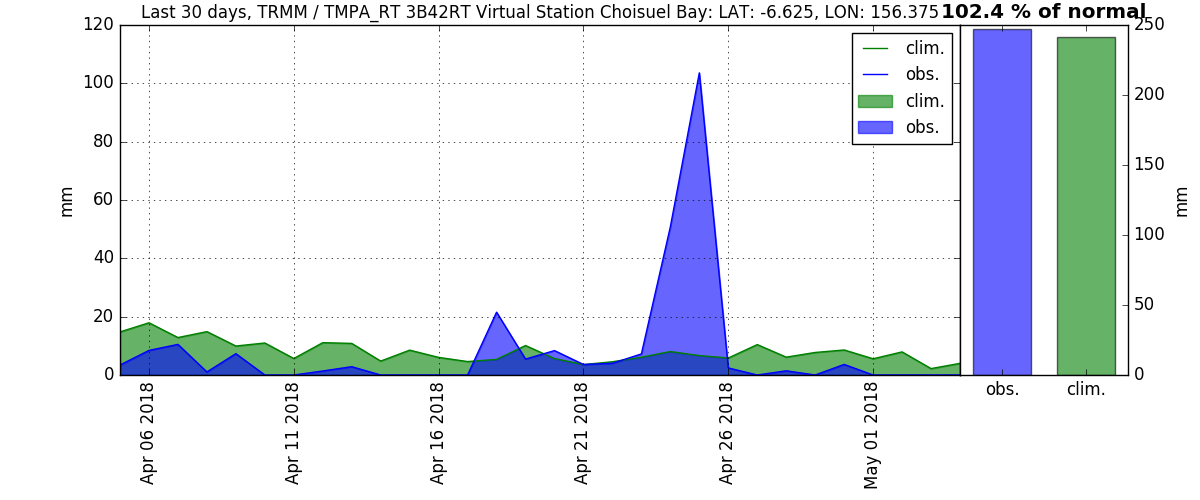 Last 30 days, TRMM / TMPA_RT 3B42RT Virtual Station Choisuel Bay: LAT: -6.625, LON: 156.375
102.4 % of normal
120
100
80
60
40
20
0
mm
clim.
obs.
clim.
obs.
Apr 06 2018
Apr 11 2018
Apr 16 2018
Apr 21 2018
Apr 26 2018
May 01 2018
250
200
150
100
50
0
mm
obs.
clim.